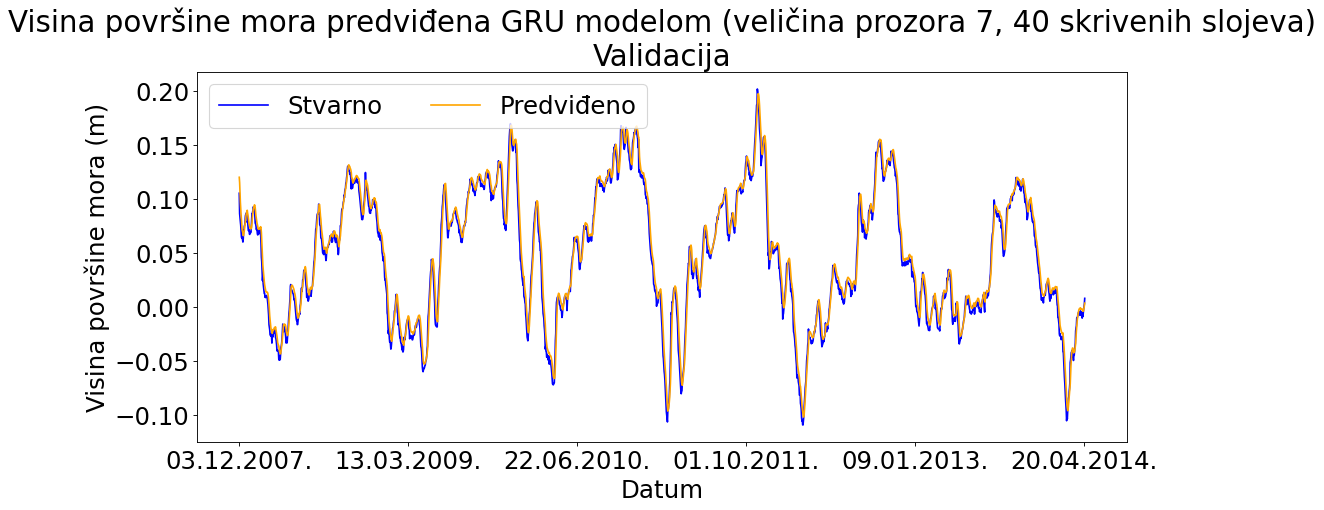 Visina površine mora predviđena GRU modelom (veličina prozora 7, 40 skrivenih slojeva)
Validacija
Stvarno
Predviđeno
Visina površine mora (m)
0.20
0.15
0.10
0.05
0.00
−0.05
−0.10
03.12.2007.
13.03.2009.
22.06.2010.
01.10.2011.
09.01.2013.
20.04.2014.
Datum